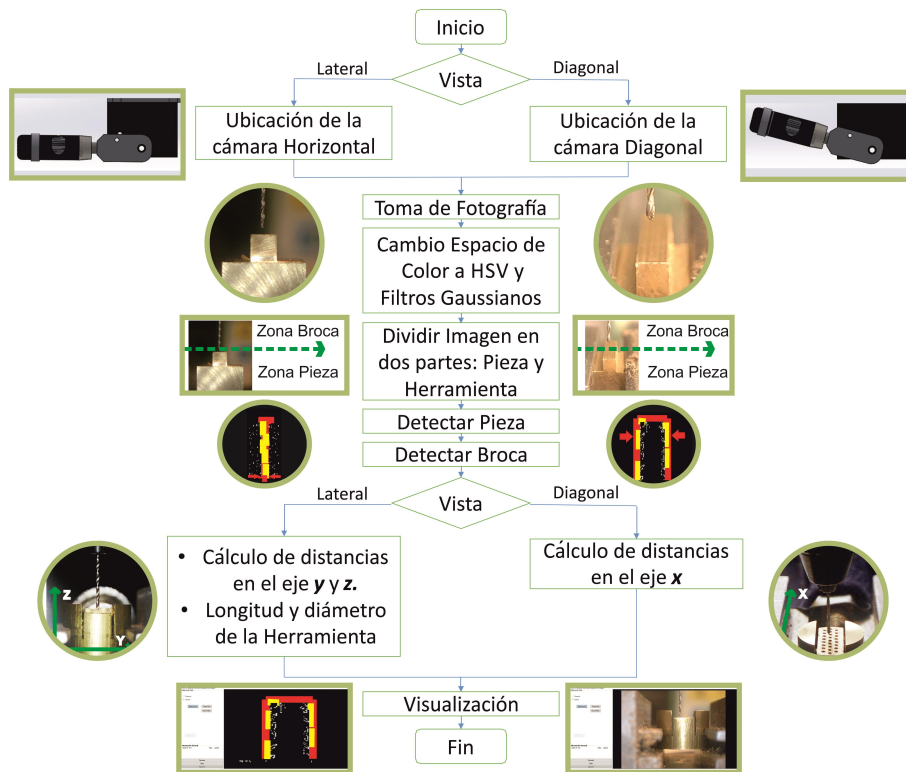 Inicio
Lateral
Diagonal
Vista
Ubicación de la
cámara Horizontal
Ubicación de la
cámara Diagonal
Toma de Fotografía
Cambio Espacio de
Color a HSV y
Filtros Gaussianos
Zona Broca
Zona Pieza
Dividir Imagen en
dos partes: Pieza y
Herramienta
Zona Broca
Zona Pieza
Detectar Pieza
Detectar Broca
Lateral
Diagonal
Vista
• Cálculo de distancias
en el eje y y z.
• Longitud y diámetro
de la Herramienta
Cálculo de distancias
en el eje x
Z
Y
X
Visualización
Fin